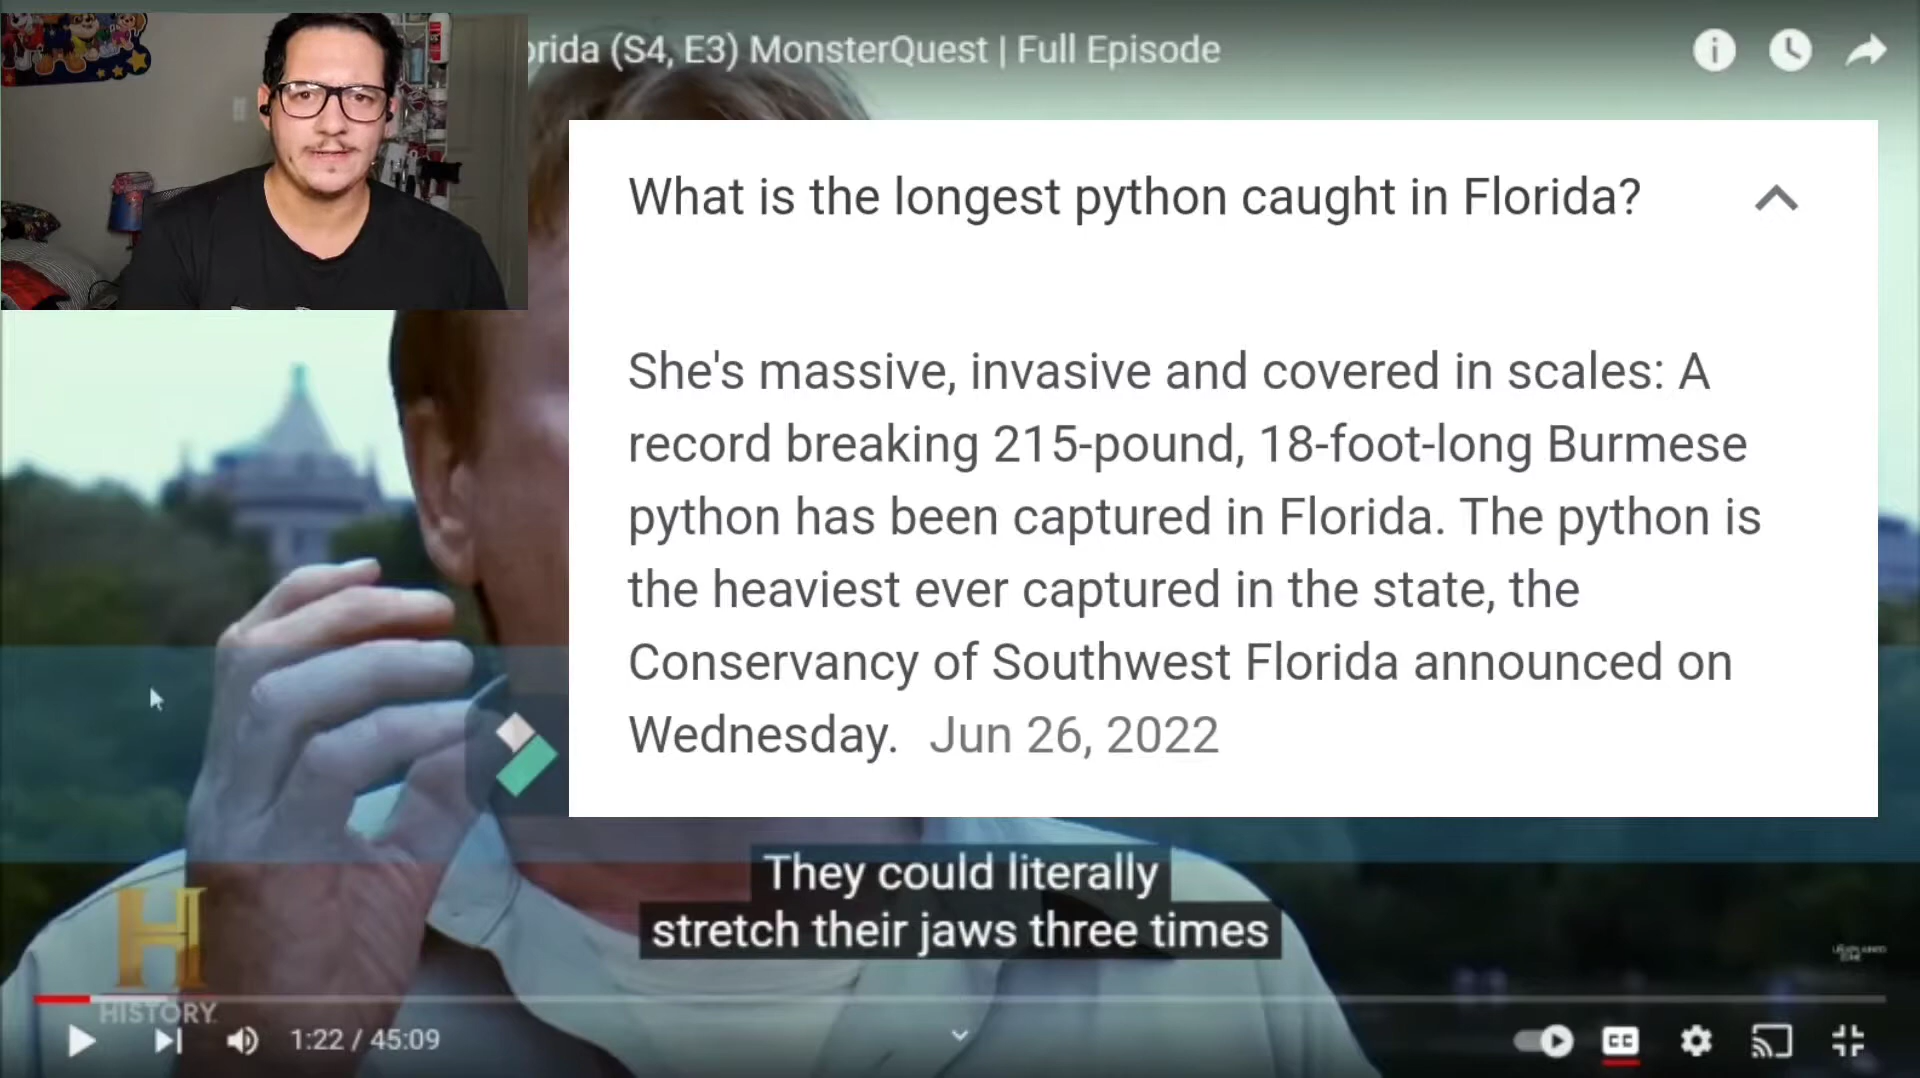 orida (S4, E3) MonsterQuest | Full Episode
What is the longest python caught in Florida?
She's massive, invasive and covered in scales: A
record breaking 215-pound, 18-foot-long Burmese
python has been captured in Florida. The python is
the heaviest ever captured in the state, the
Conservancy of Southwest Florida announced on
Wednesday. Jun 26, 2022
They could literally
stretch their jaws three times
H
HISTORY
1:22 / 45:09
CC